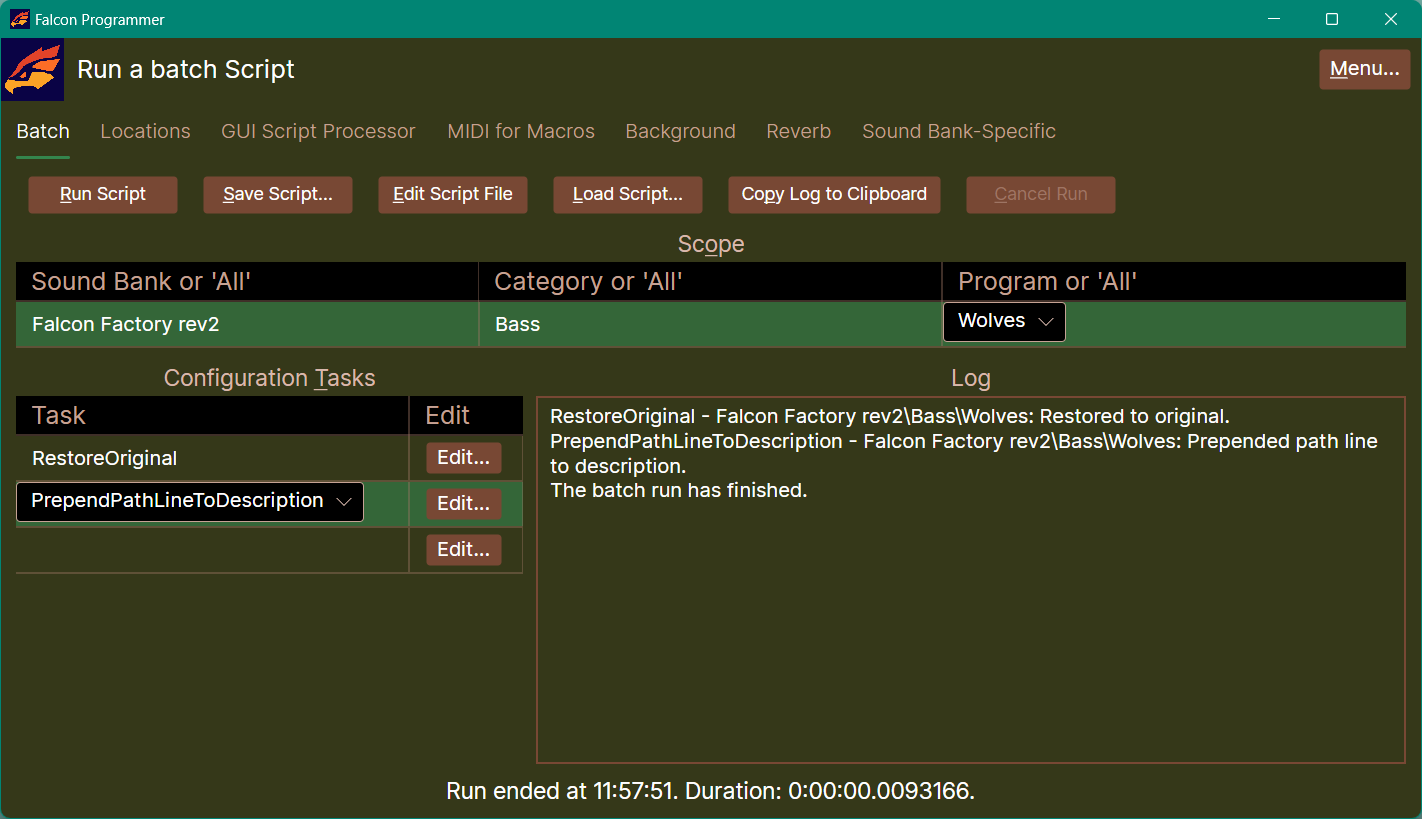 Falcon Programmer
Run a batch Script
Menu...
Batch Locations GUI Script Processor MIDI for Macros Background Reverb Sound Bank-Specific
Run Script Save Script... Edit Script File Load Script... Copy Log to Clipboard Cancel Run
Scope
Sound Bank or 'All' Category or 'All' Program or 'All'
Falcon Factory rev2 Bass Wolves
Configuration Tasks
Task Edit
RestoreOriginal Edit...
PrependPathLineToDescription Edit...
Edit...
Log
RestoreOriginal - Falcon Factory rev2\Bass\Wolves: Restored to original.
PrependPathLineToDescription - Falcon Factory rev2\Bass\Wolves: Prepended path line
to description.
The batch run has finished.
Run ended at 11:57:51. Duration: 0:00:00.0093166.